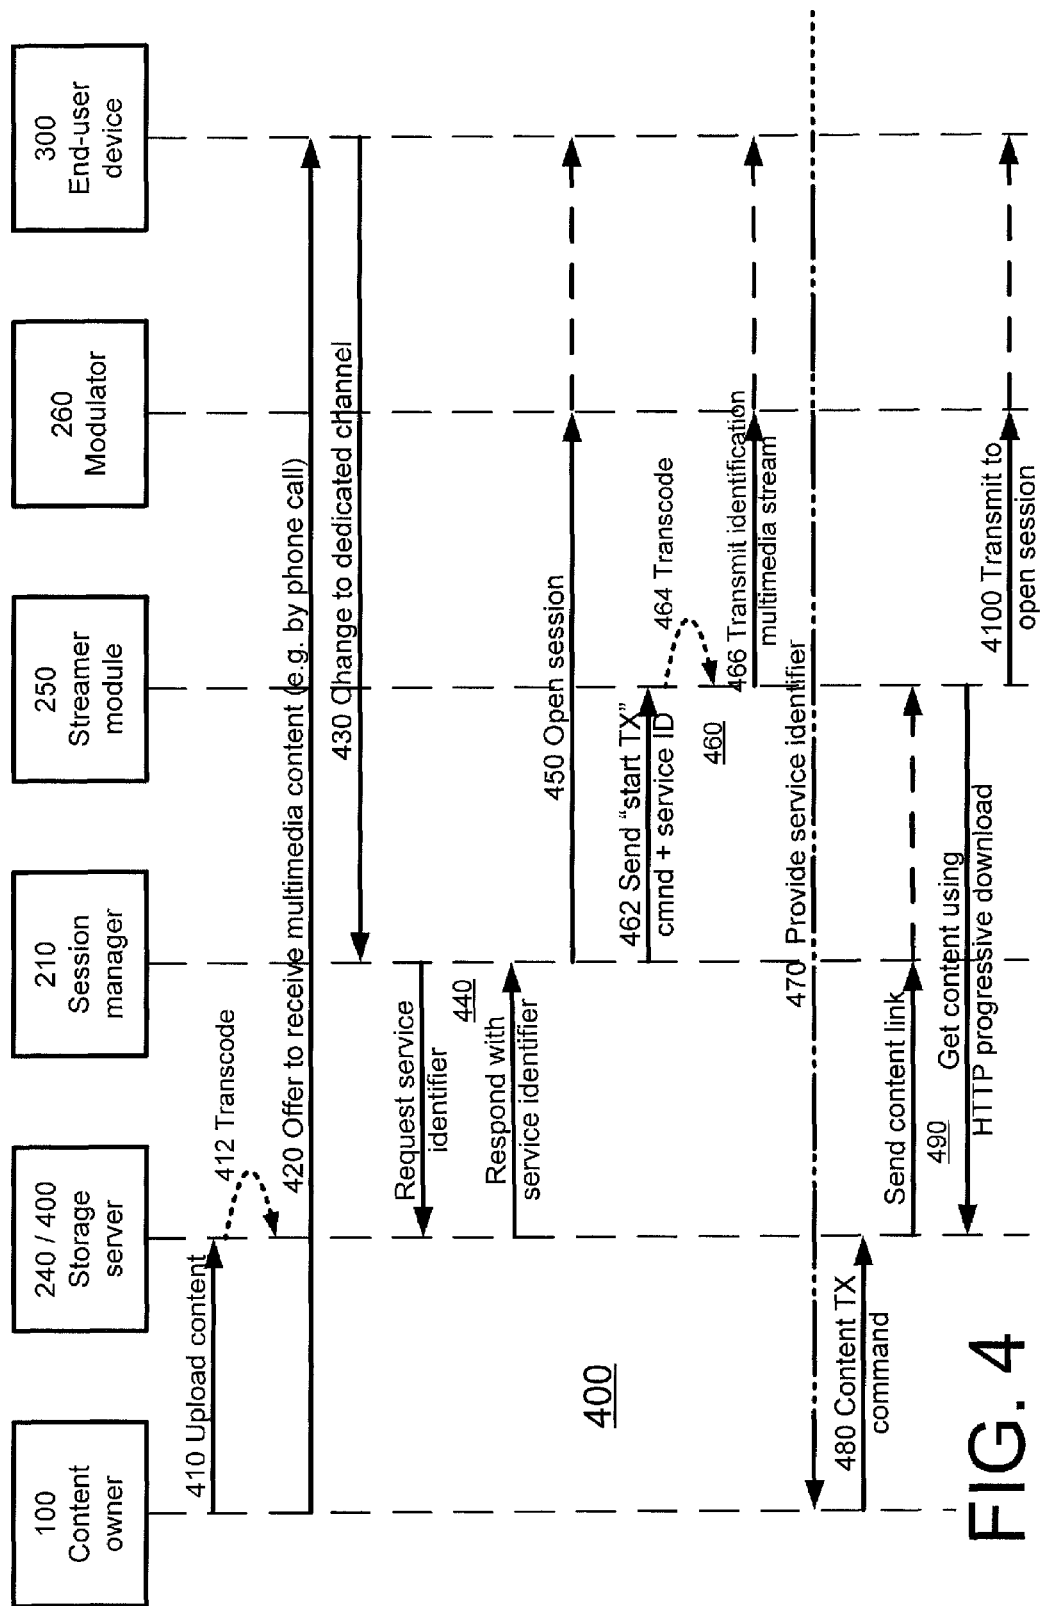 100
Content
owner
240 / 400
Storage
server
210
Session
manager
250
Streamer
module
260
Modulator
300
End-user
device
410 Upload content
412 Transcode
420 Offer to receive multimedia content (e.g. by phone call)
430 Change to dedicated channel
Request service
identifier
440
Respond with
service identifier
450 Open session
400
462 Send “start TX”
cmnd + service ID
464 Transcode
460
466 Transmit identification
multimedia stream
470 Provide service identifier
480 Content TX
command
Send content link
490
Get content using
HTTP progressive download
4100 Transmit to
open session
FIG. 4